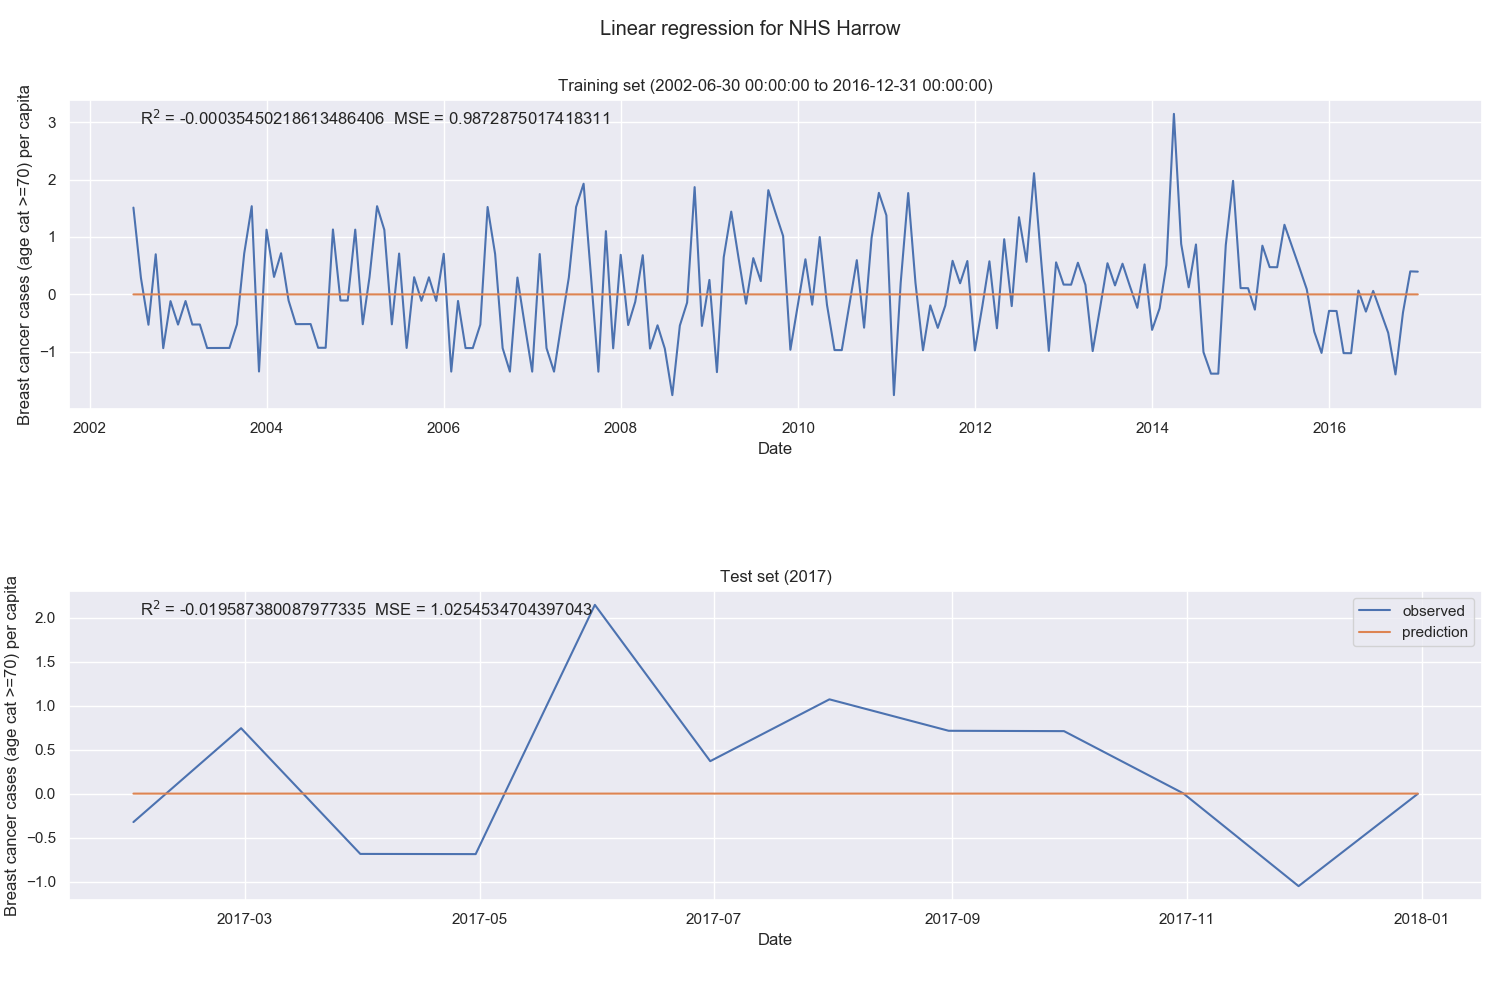 Linear regression for NHS Harrow
Training set (2002-06-30 00:00:00 to 2016-12-31 00:00:00)
R² = -0.00035450218613486406 MSE = 0.9872875017418311
Breast cancer cases (age cat >=70) per capita
3
2
1
0
−1
2002
2004
2006
2008
2010
2012
2014
2016
Date
Test set (2017)
R² = -0.019587380087977335 MSE = 1.0254534704397043
observed
prediction
Breast cancer cases (age cat >=70) per capita
2.0
1.5
1.0
0.5
0.0
−0.5
−1.0
2017-03
2017-05
2017-07
2017-09
2017-11
2018-01
Date